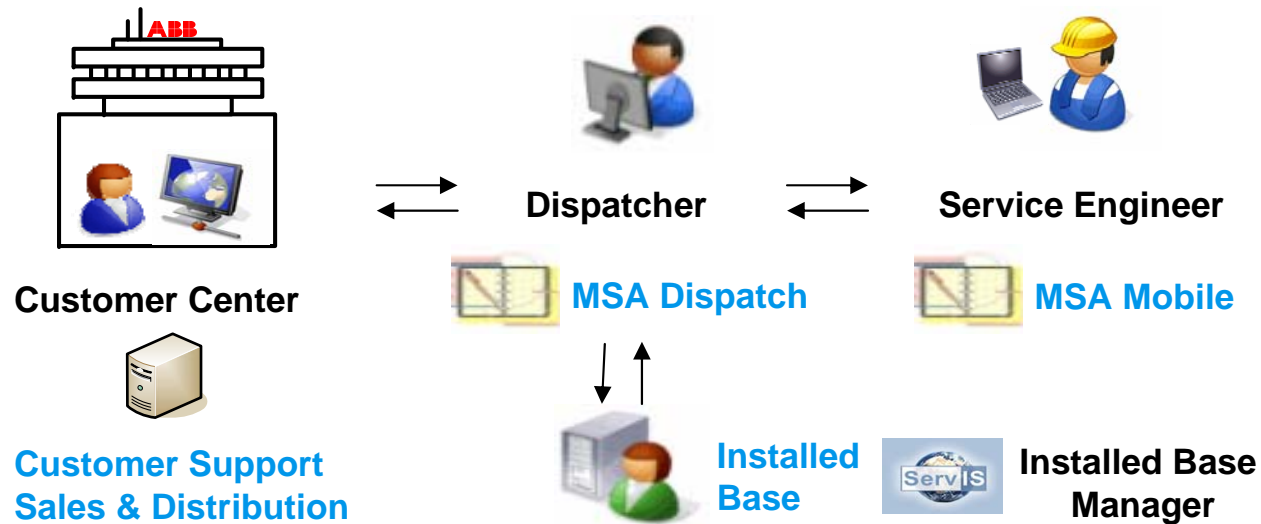 ABB
Dispatcher
Service Engineer
Customer Center
MSA Dispatch
MSA Mobile
Customer Support
Sales & Distribution
Installed
Base
ServIS
Installed Base
Manager